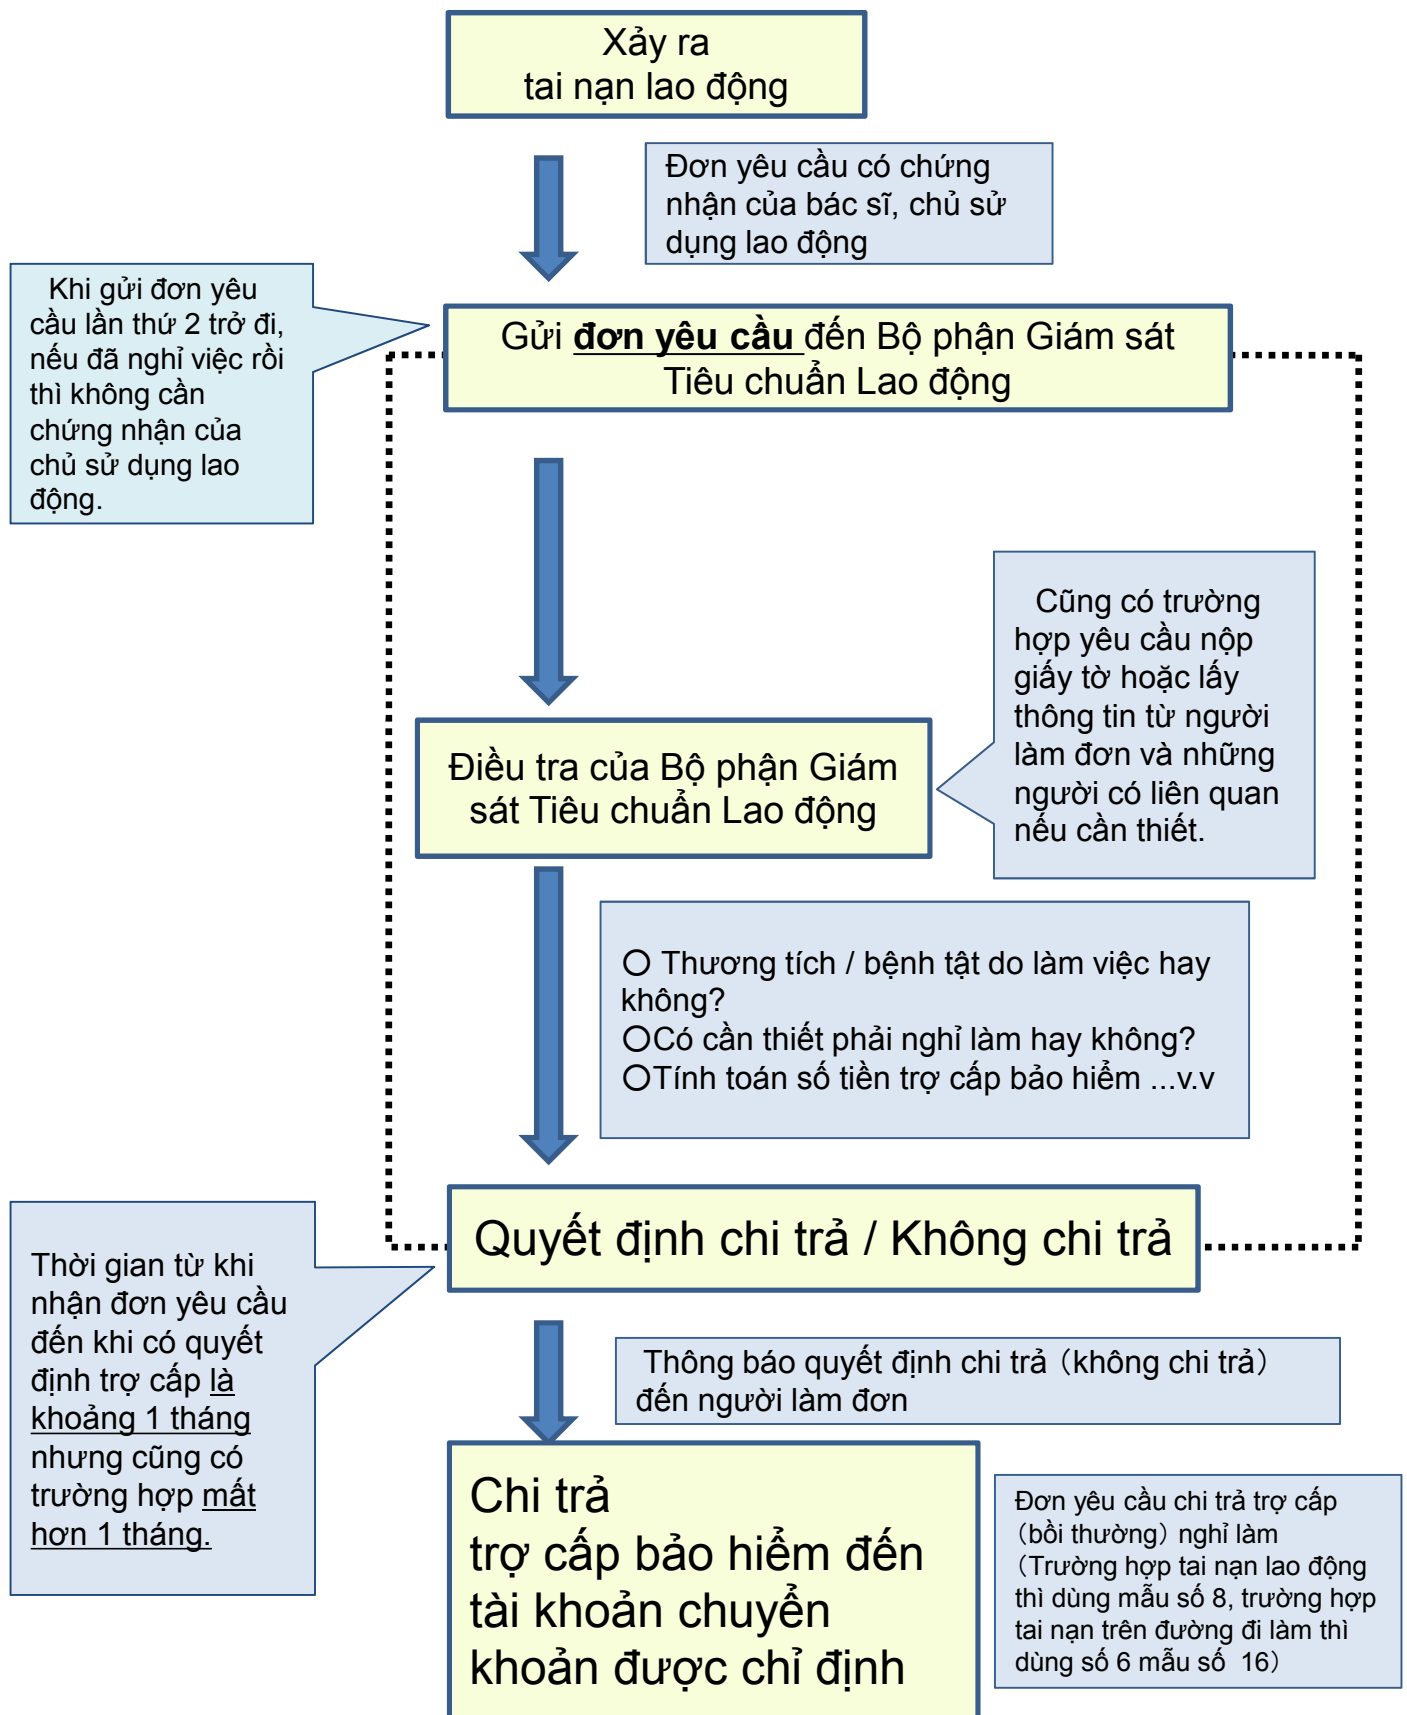 Xảy ra
tai nạn lao động
Đơn yêu cầu có chứng
nhận của bác sĩ, chủ sử
dụng lao động
Khi gửi đơn yêu
cầu lần thứ 2 trở đi,
nếu đã nghỉ việc rồi
thì không cần
chứng nhận của
chủ sử dụng lao
động.
Gửi đơn yêu cầu đến Bộ phận Giám sát
Tiêu chuẩn Lao động
Cũng có trường
hợp yêu cầu nộp
giấy tờ hoặc lấy
thông tin từ người
làm đơn và những
người có liên quan
nếu cần thiết.
Điều tra của Bộ phận Giám
sát Tiêu chuẩn Lao động
○ Thương tích / bệnh tật do làm việc hay
không?
○Có cần thiết phải nghỉ làm hay không?
○Tính toán số tiền trợ cấp bảo hiểm ...v.v
Quyết định chi trả / Không chi trả
Thời gian từ khi
nhận đơn yêu cầu
đến khi có quyết
định trợ cấp là
khoảng 1 tháng
nhưng cũng có
trường hợp mất
hơn 1 tháng.
Thông báo quyết định chi trả（không chi trả）
đến người làm đơn
Chi trả
trợ cấp bảo hiểm đến
tài khoản chuyển
khoản được chỉ định
Đơn yêu cầu chi trả trợ cấp
（bồi thường）nghỉ làm
（Trường hợp tai nạn lao động
thì dùng mẫu số 8, trường hợp
tai nạn trên đường đi làm thì
dùng số 6 mẫu số 16）